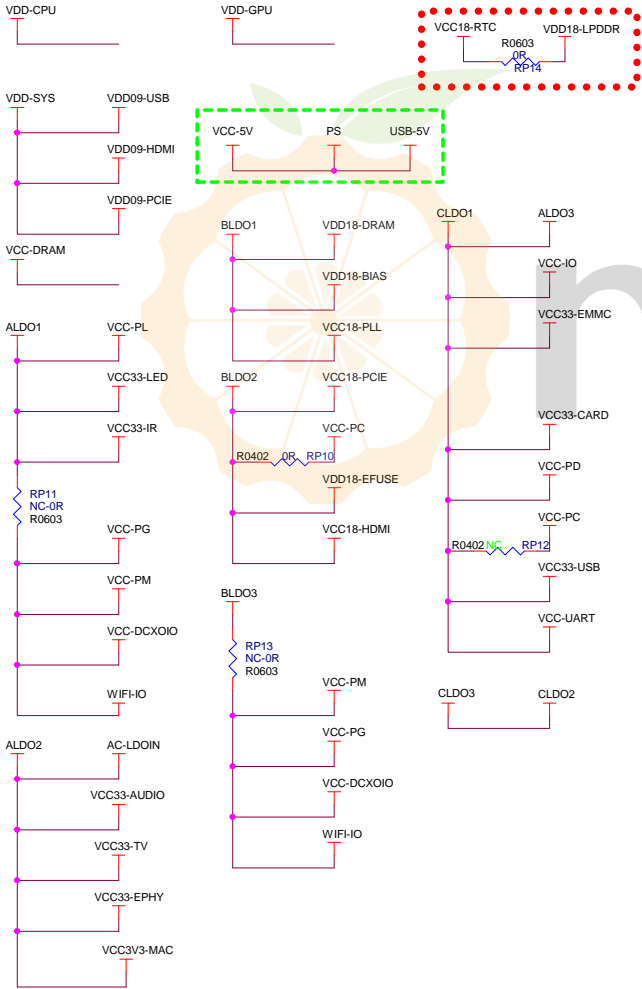 VDD-CPU
VDD-GPU
VCC18-RTC
VDD18-LPDDR
R0603
0R
RP14
VDD-SYS
VDD09-USB
VDD09-HDMI
VDD09-PCIE
VCC-5V
PS
USB-5V
VCC-DRAM
BLDO1
VDD18-DRAM
VDD18-BIAS
VCC18-PLL
CLDO1
ALDO3
VCC-IO
VCC33-EMMC
VCC33-CARD
VCC-PD
VCC-PC
R0402
NC
RP12
VCC33-USB
VCC-UART
ALDO1
VCC-PL
VCC33-LED
VCC33-IR
RP11
NC-0R
R0603
VCC-PG
VCC-PM
VCC-DCXOIO
WIFI-IO
BLDO2
VCC18-PCIE
VCC-PC
R0402
0R
RP10
VDD18-EFUSE
VCC18-HDMI
BLDO3
RP13
NC-0R
R0603
VCC-PM
VCC-PG
VCC-DCXOIO
WIFI-IO
CLDO3
CLDO2
ALDO2
AC-LDOIN
VCC33-AUDIO
VCC33-TV
VCC33-EPHY
VCC3V3-MAC